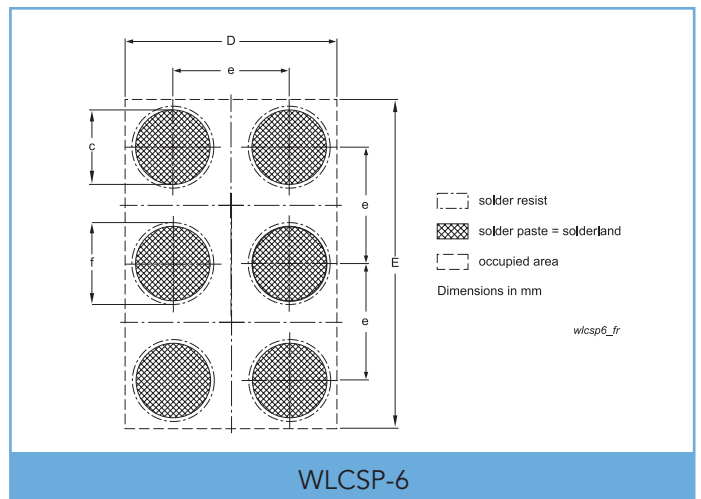 D
e
c
e
f
E
e
solder resist
solder paste = solderland
occupied area
Dimensions in mm
wlcsp6_fr
WLCSP-6